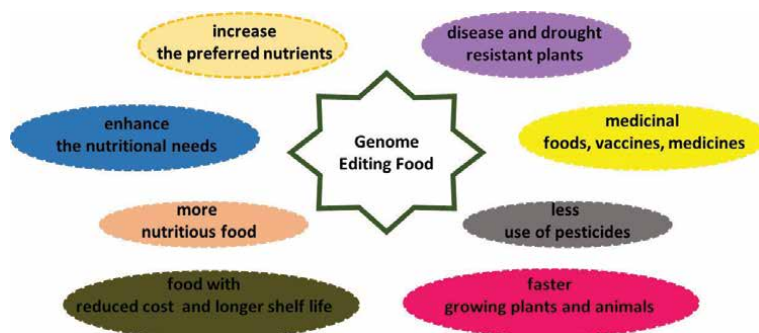 increase
the preferred nutrients
disease and drought
resistant plants
enhance
the nutritional needs
Genome
Editing Food
medicinal
foods, vaccines, medicines
more
nutritious food
less
use of pesticides
food with
reduced cost and longer shelf life
faster
growing plants and animals